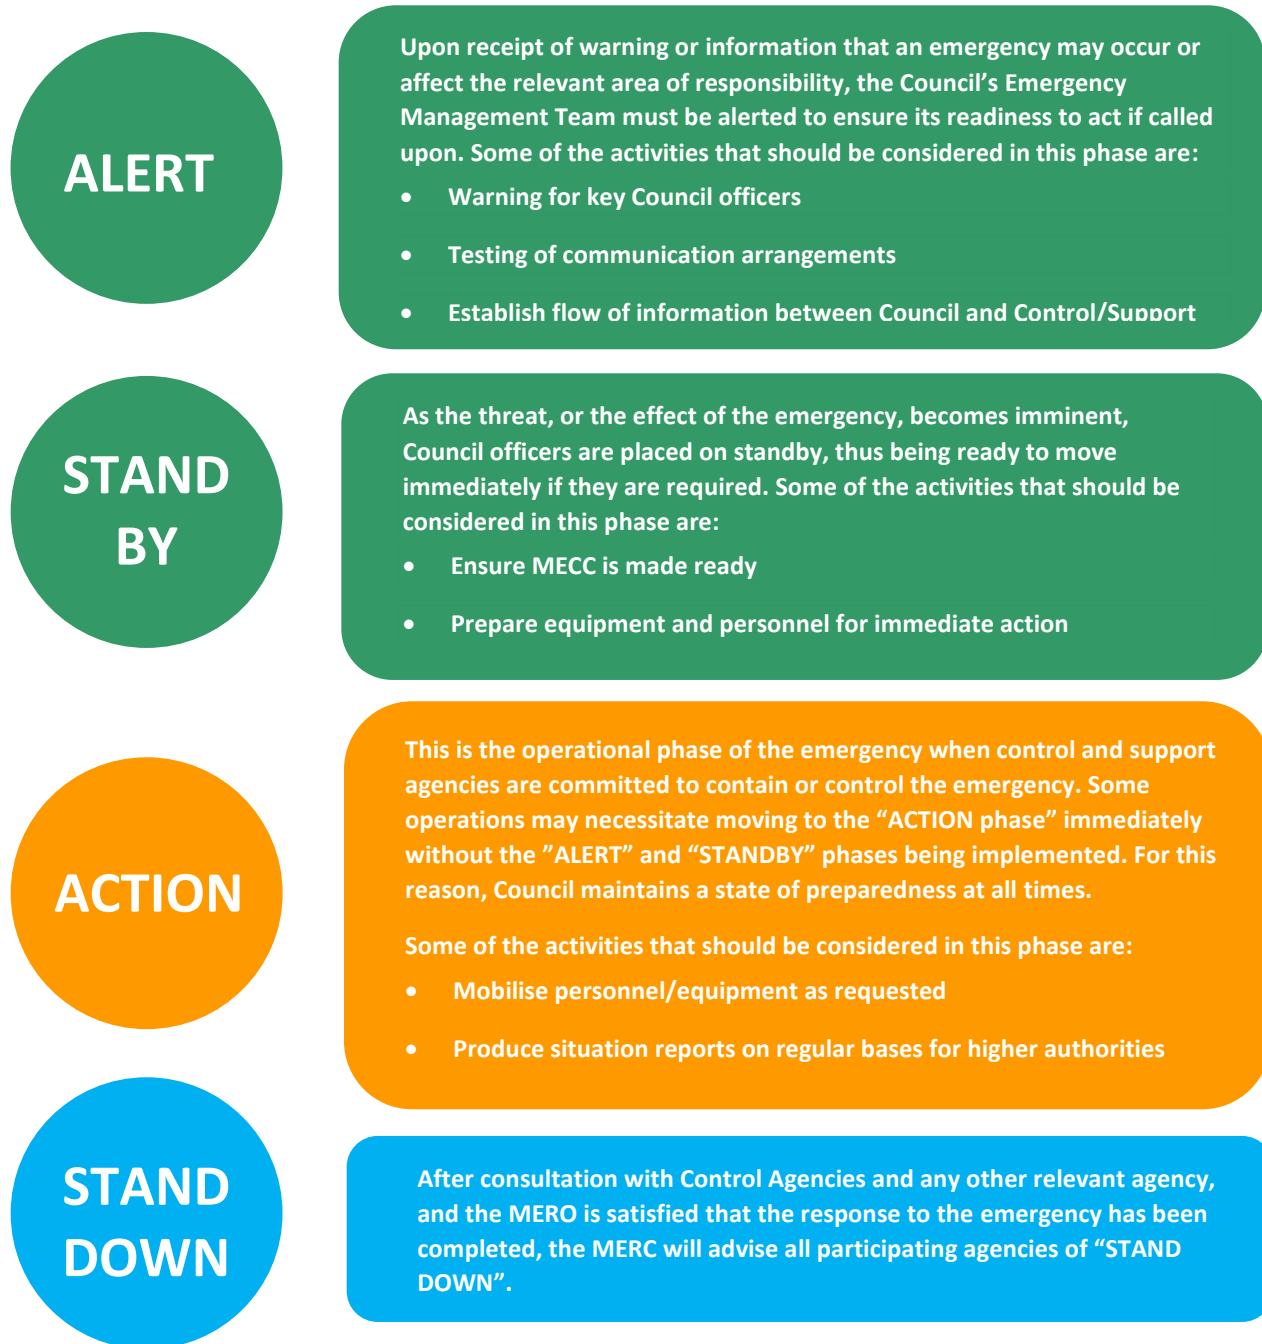 ALERT
Upon receipt of warning or information that an emergency may occur or
affect the relevant area of responsibility, the Council’s Emergency
Management Team must be alerted to ensure its readiness to act if called
upon. Some of the activities that should be considered in this phase are:
• Warning for key Council officers
• Testing of communication arrangements
• Establish flow of information between Council and Control/Support
STAND
BY
As the threat, or the effect of the emergency, becomes imminent,
Council officers are placed on standby, thus being ready to move
immediately if they are required. Some of the activities that should be
considered in this phase are:
• Ensure MECC is made ready
• Prepare equipment and personnel for immediate action
ACTION
This is the operational phase of the emergency when control and support
agencies are committed to contain or control the emergency. Some
operations may necessitate moving to the “ACTION phase” immediately
without the ”ALERT” and “STANDBY” phases being implemented. For this
reason, Council maintains a state of preparedness at all times.
Some of the activities that should be considered in this phase are:
• Mobilise personnel/equipment as requested
• Produce situation reports on regular bases for higher authorities
STAND
DOWN
After consultation with Control Agencies and any other relevant agency,
and the MERO is satisfied that the response to the emergency has been
completed, the MERC will advise all participating agencies of “STAND
DOWN”.